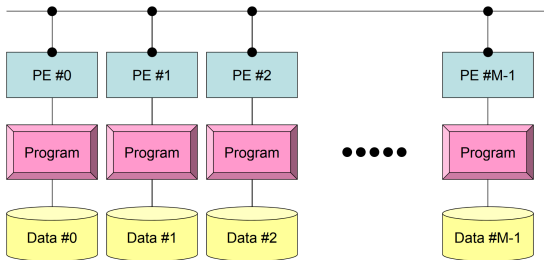 PE #0 PE #1 PE #2 PE #M-1
Program Program Program Program
Data #0 Data #1 Data #2 Data #M-1